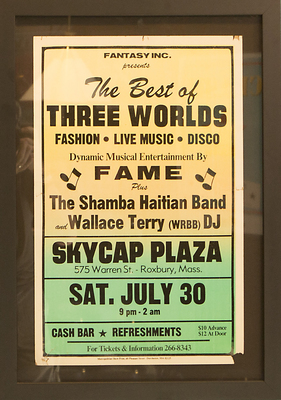 FANTASY INC.
presents
The Best of
THREE WORLDS
FASHION • LIVE MUSIC • DISCO
Dynamic Musical Entertainment By
FAME
Plus
The Shamba Haitian Band
and Wallace Terry (WRBB) DJ
SKYCAP PLAZA
575 Warren St. - Roxbury, Mass.
SAT. JULY 30
9 pm - 2 am
CASH BAR ★ REFRESHMENTS
$10 Advance
$12 At Door
For Tickets & Information 266-8343